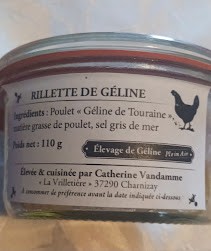 RILLETTE DE GÉLINE
Ingrédients : Poulet « Géline de Touraine »,
matière grasse de poulet, sel gris de mer
Poids net : 110 g
Élevage de Géline Plein Air
Élevée & cuisinée par Catherine Vandamme
« La Vrilletière » 37290 Charnizay
À consommer de préférence avant la date indiquée ci-dessous